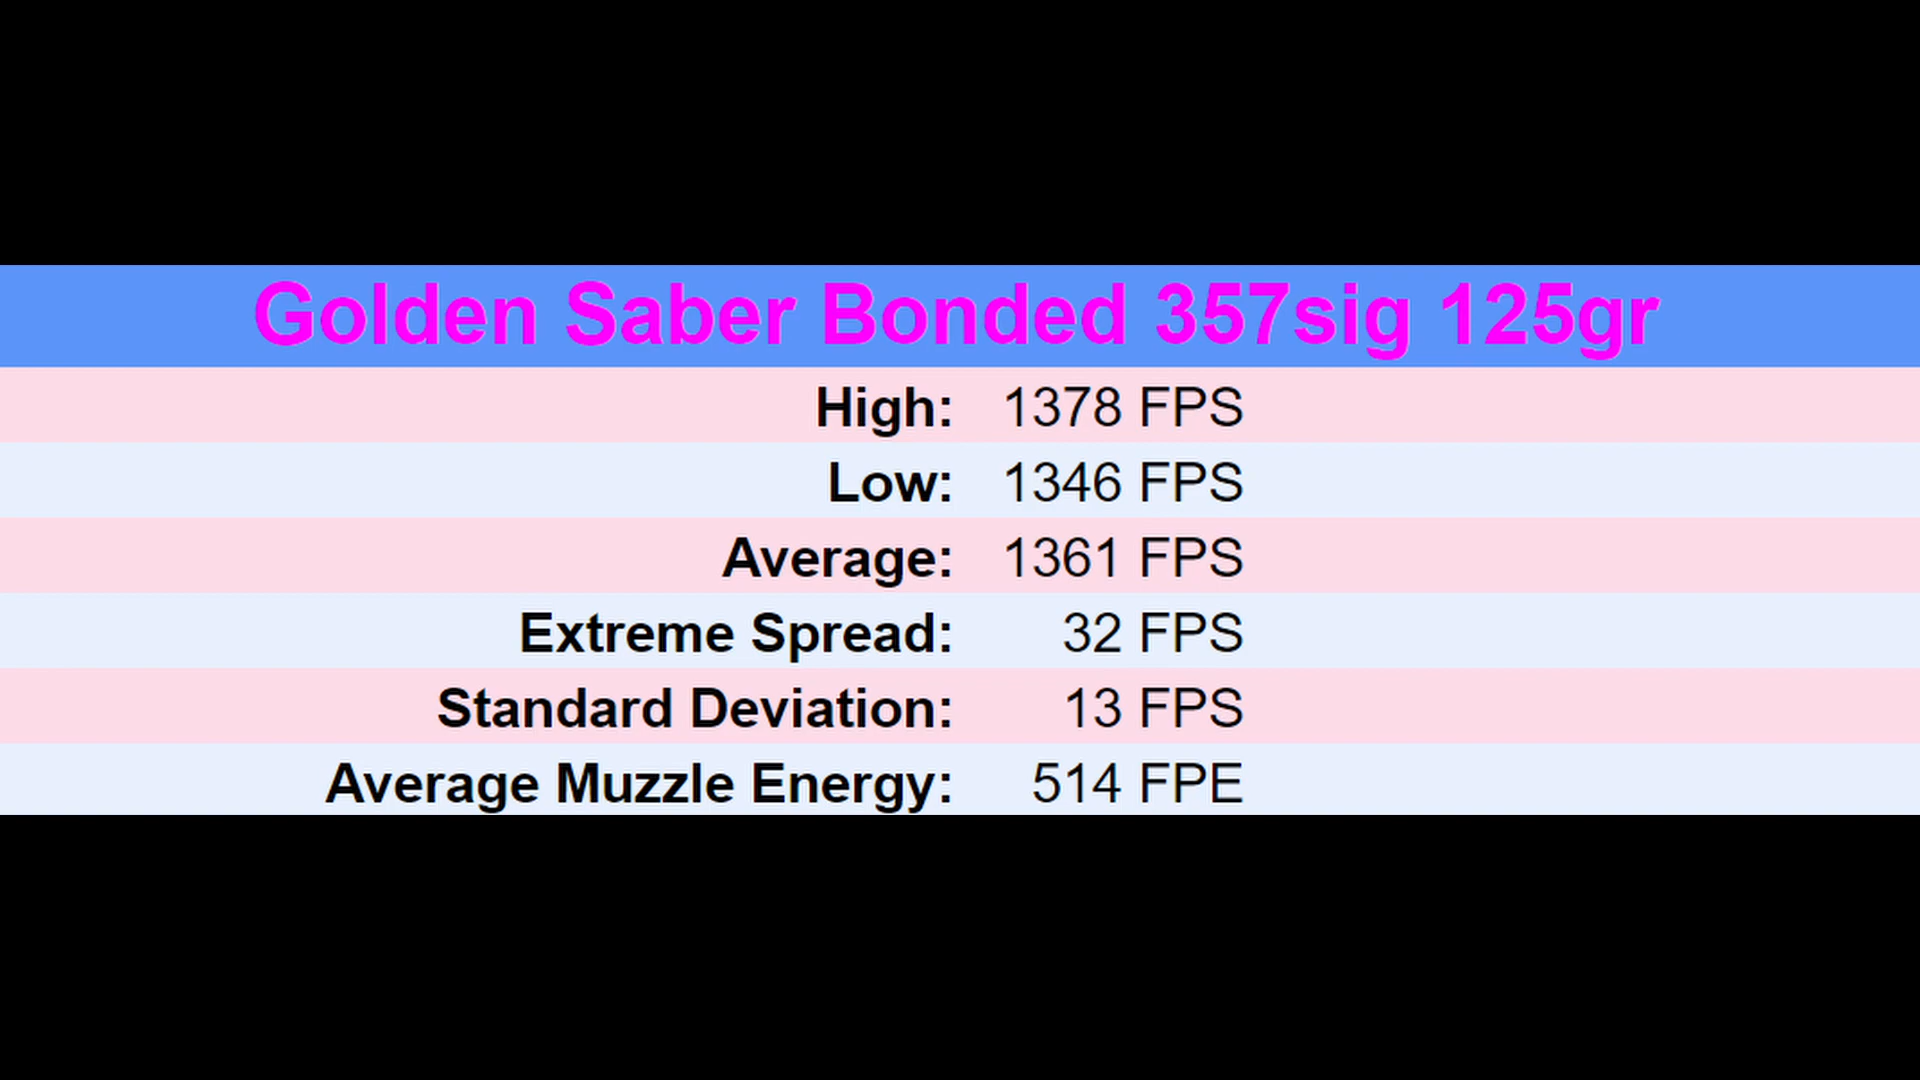 Golden Saber Bonded 357sig 125gr
High: 1378 FPS
Low: 1346 FPS
Average: 1361 FPS
Extreme Spread: 32 FPS
Standard Deviation: 13 FPS
Average Muzzle Energy: 514 FPE